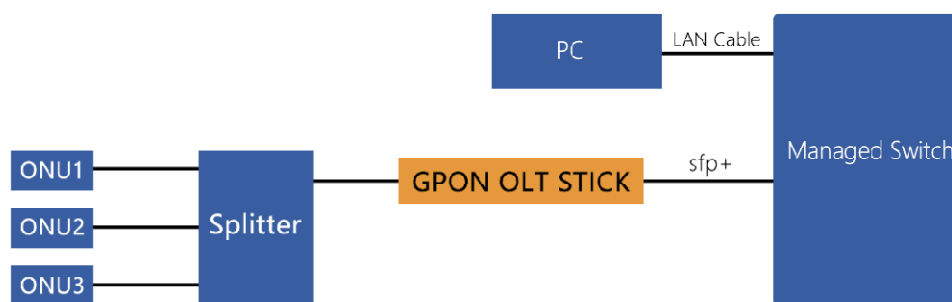 PC
LAN Cable
Managed Switch
ONU1
ONU2
ONU3
Splitter
GPON OLT STICK
sfp+